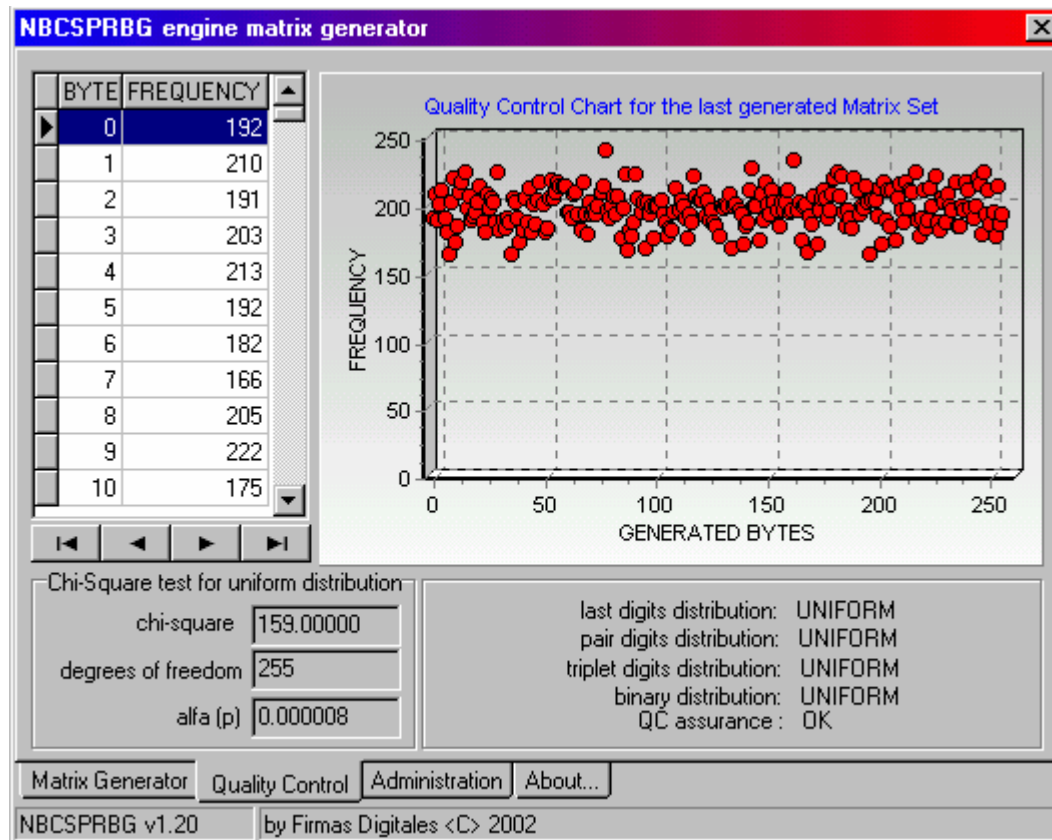 NBCSPRBG engine matrix generator
BYTE FREQUENCY
0 192
1 210
2 191
3 203
4 213
5 192
6 182
7 166
8 205
9 222
10 175
Quality Control Chart for the last generated Matrix Set
FREQUENCY
250
200
150
100
50
0
0 50 100 150 200 250
GENERATED BYTES
Chi-Square test for uniform distribution
chi-square 159.00000
degrees of freedom 255
alfa (p) 0.000008
last digits distribution: UNIFORM
pair digits distribution: UNIFORM
triplet digits distribution: UNIFORM
binary distribution: UNIFORM
QC assurance : OK
Matrix Generator Quality Control Administration About...
NBCSPRBG v1.20 by Firmas Digitales <C> 2002